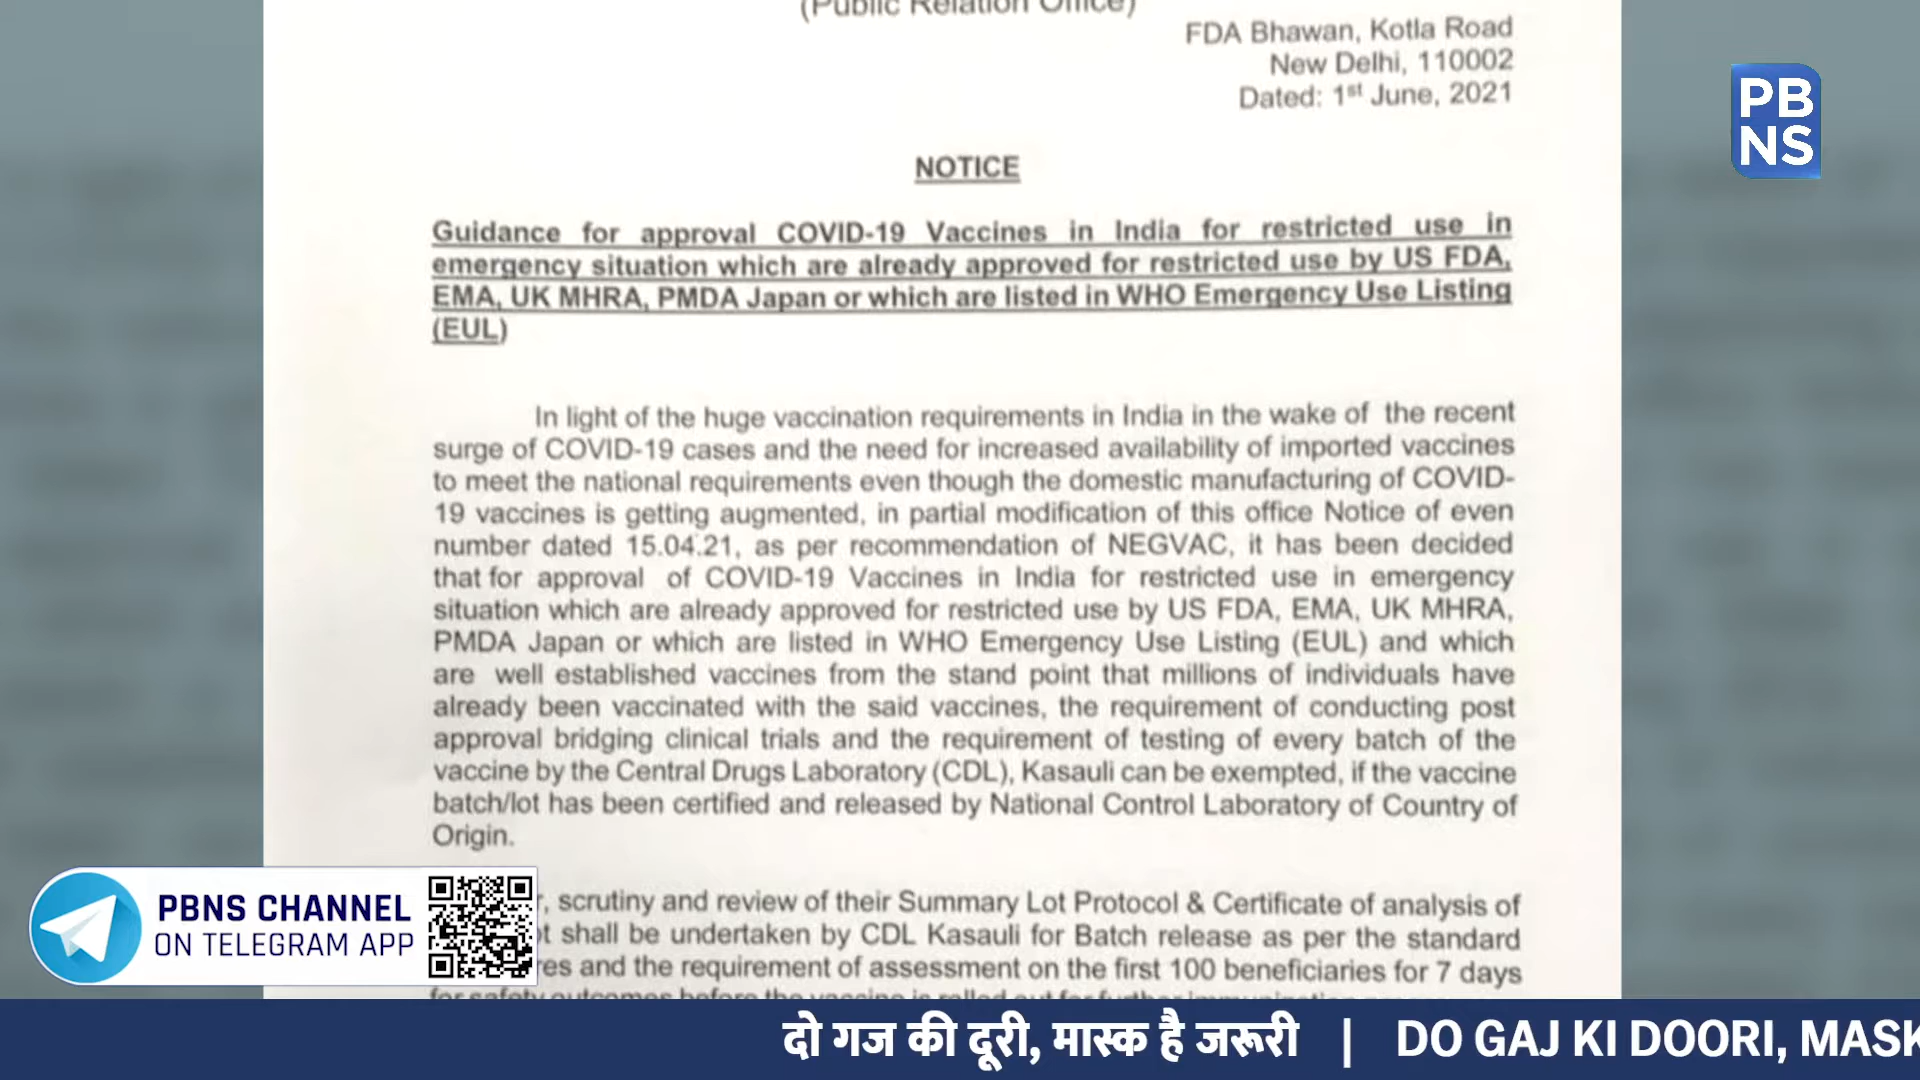 (Public Relation Office)
FDA Bhawan, Kotla Road
New Delhi, 110002
Dated: 1st June, 2021
PB
NS
NOTICE
Guidance for approval COVID-19 Vaccines in India for restricted use in
emergency situation which are already approved for restricted use by US FDA,
EMA, UK MHRA, PMDA Japan or which are listed in WHO Emergency Use Listing
(EUL)
In light of the huge vaccination requirements in India in the wake of the recent
surge of COVID-19 cases and the need for increased availability of imported vaccines
to meet the national requirements even though the domestic manufacturing of COVID-
19 vaccines is getting augmented, in partial modification of this office Notice of even
number dated 15.04.21, as per recommendation of NEGVAC, it has been decided
that for approval of COVID-19 Vaccines in India for restricted use in emergency
situation which are already approved for restricted use by US FDA, EMA, UK MHRA,
PMDA Japan or which are listed in WHO Emergency Use Listing (EUL) and which
are well established vaccines from the stand point that millions of individuals have
already been vaccinated with the said vaccines, the requirement of conducting post
approval bridging clinical trials and the requirement of testing of every batch of the
vaccine by the Central Drugs Laboratory (CDL), Kasauli can be exempted, if the vaccine
batch/lot has been certified and released by National Control Laboratory of Country of
Origin.
scrutiny and review of their Summary Lot Protocol & Certificate of analysis of
shall be undertaken by CDL Kasauli for Batch release as per the standard
and the requirement of assessment on the first 100 beneficiaries for 7 days
for safety outcomes before the vaccine is rolled out for further
PBNS CHANNEL
ON TELEGRAM APP
दो गज की दूरी, मास्क है जरूरी | DO GAJ KI DOORI, MASK